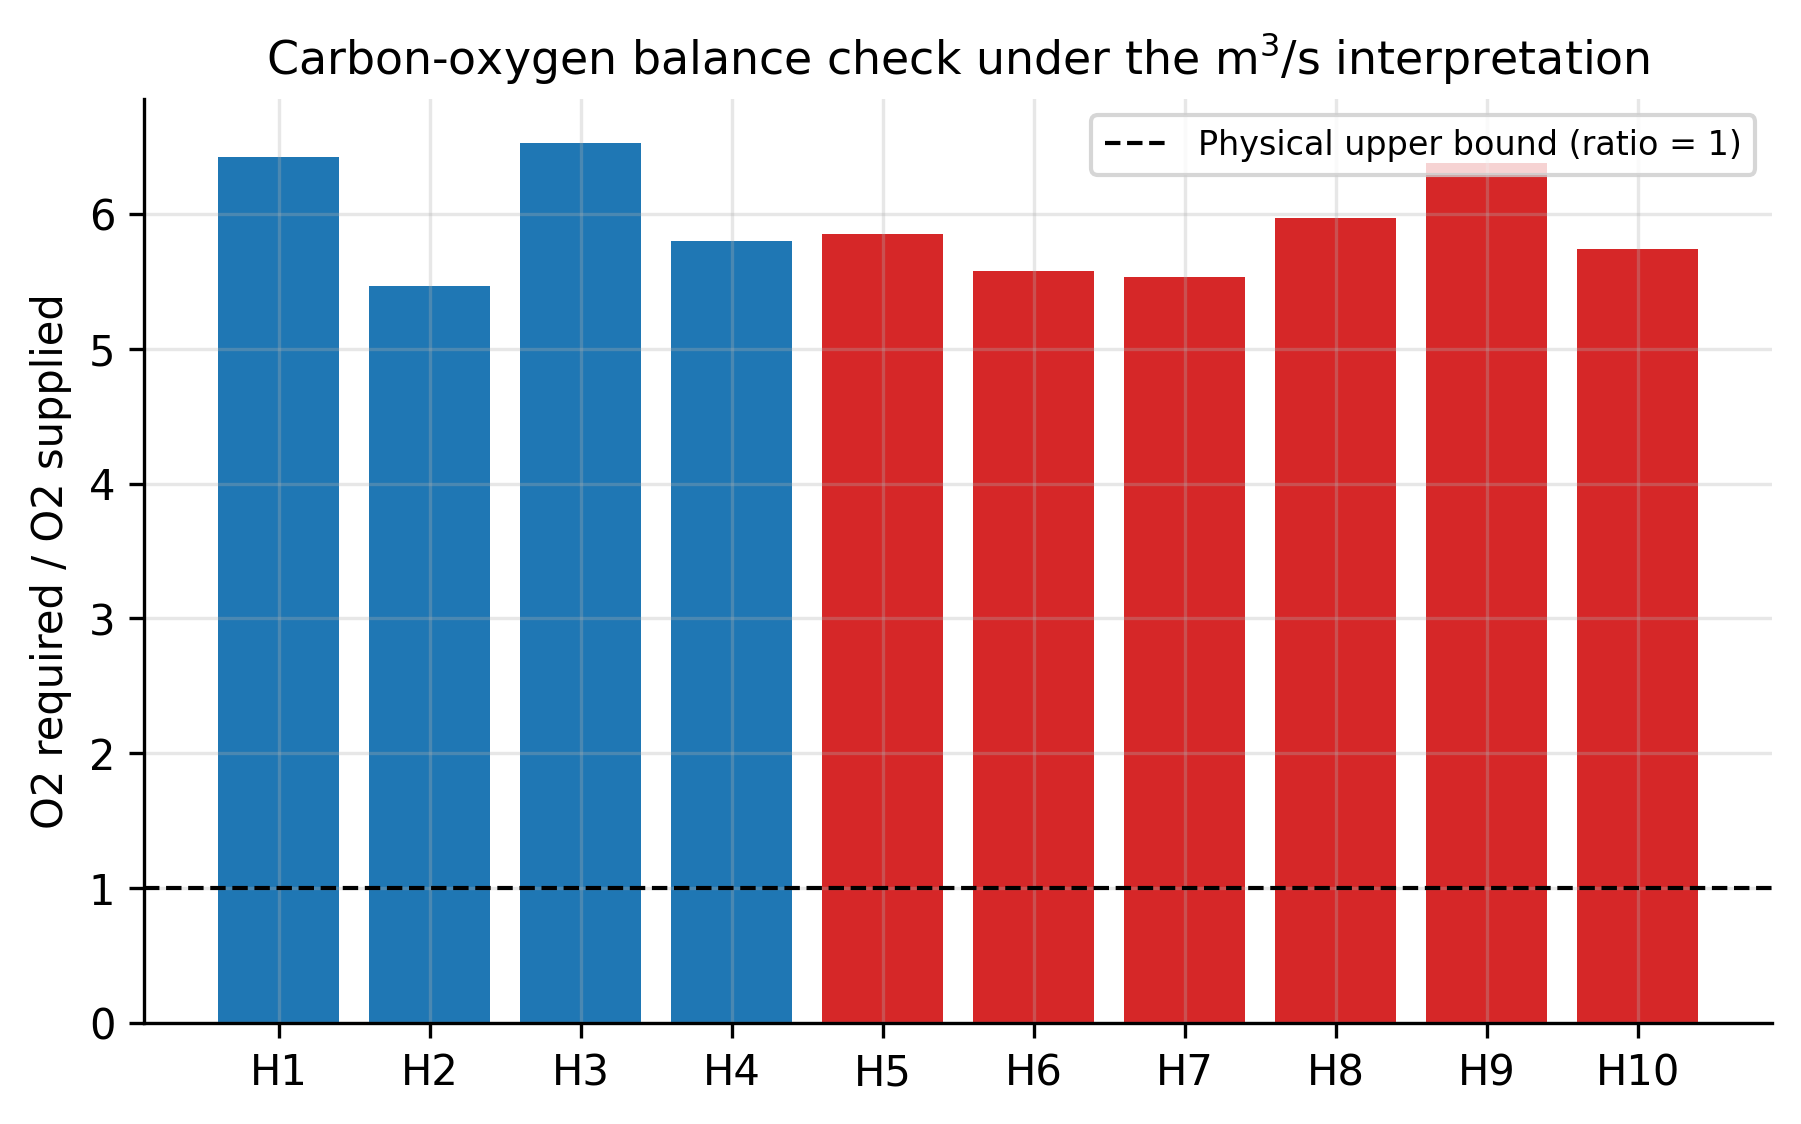 Carbon-oxygen balance check under the m³/s interpretation
Physical upper bound (ratio = 1)
O2 required / O2 supplied
6
5
4
3
2
1
0
H1 H2 H3 H4 H5 H6 H7 H8 H9 H10